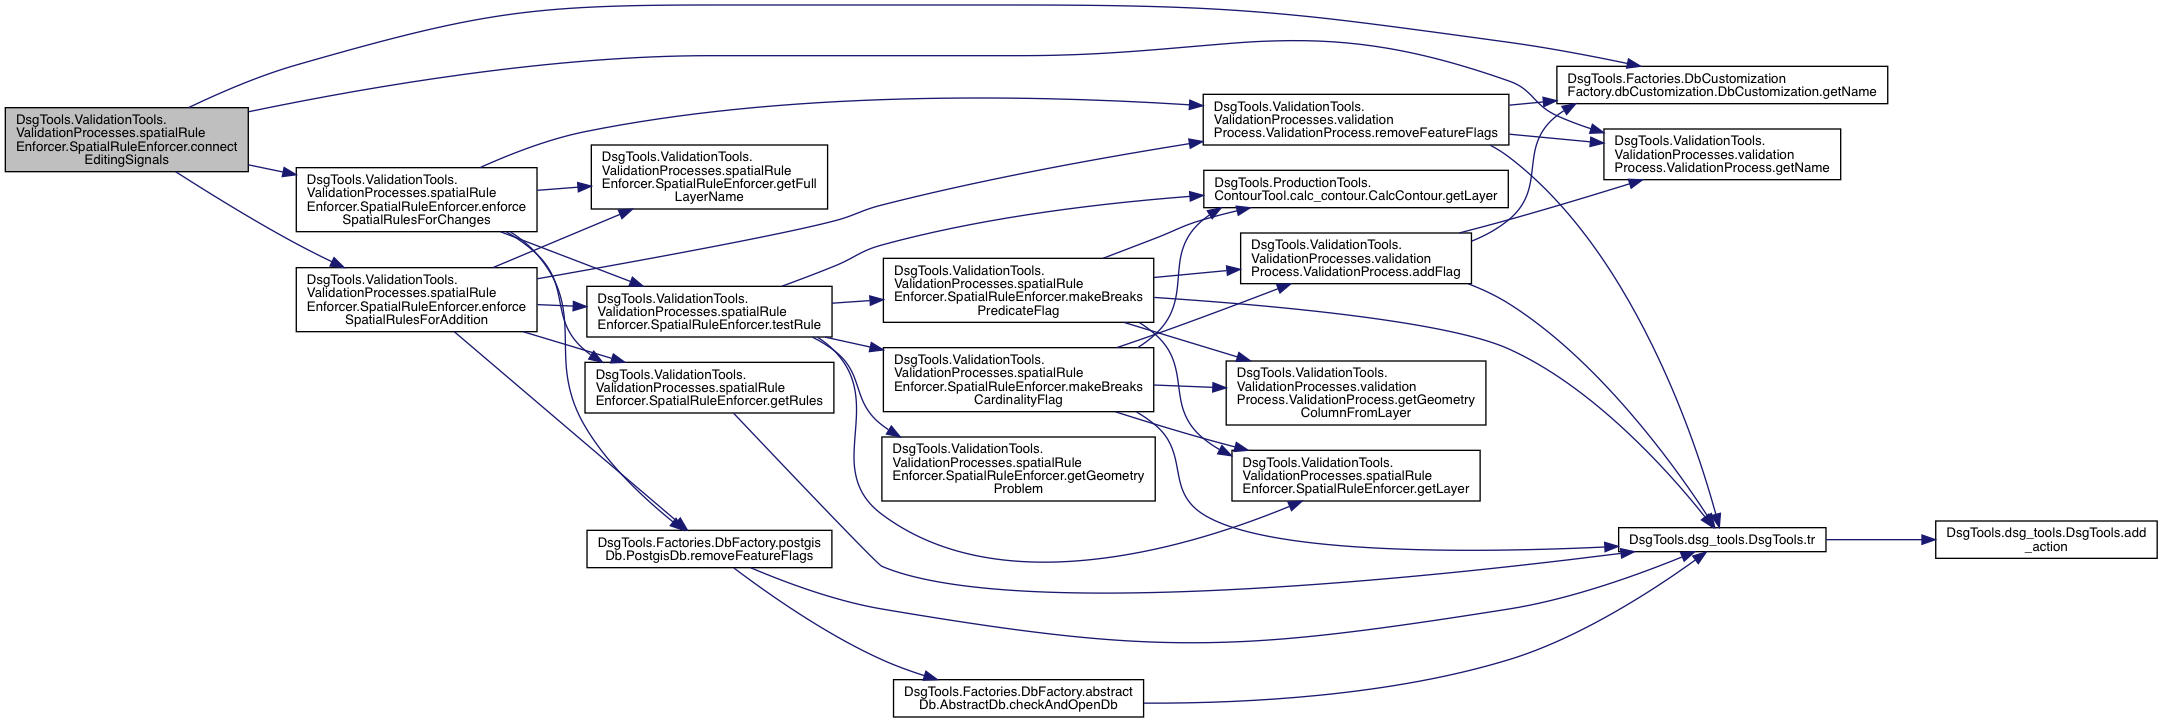 DsgTools.ValidationTools.
ValidationProcesses.spatialRule
Enforcer.SpatialRuleEnforcer.connect
EditingSignals
DsgTools.ValidationTools.
ValidationProcesses.spatialRule
Enforcer.SpatialRuleEnforcer.enforce
SpatialRulesForChanges
DsgTools.ValidationTools.
ValidationProcesses.spatialRule
Enforcer.SpatialRuleEnforcer.enforce
SpatialRulesForAddition
DsgTools.ValidationTools.
ValidationProcesses.spatialRule
Enforcer.SpatialRuleEnforcer.getFull
LayerName
DsgTools.ValidationTools.
ValidationProcesses.spatialRule
Enforcer.SpatialRuleEnforcer.testRule
DsgTools.ValidationTools.
ValidationProcesses.spatialRule
Enforcer.SpatialRuleEnforcer.getRules
DsgTools.Factories.DbFactory.postgis
Db.PostgisDb.removeFeatureFlags
DsgTools.ValidationTools.
ValidationProcesses.spatialRule
Enforcer.SpatialRuleEnforcer.makeBreaks
PredicateFlag
DsgTools.ValidationTools.
ValidationProcesses.spatialRule
Enforcer.SpatialRuleEnforcer.makeBreaks
CardinalityFlag
DsgTools.ValidationTools.
ValidationProcesses.spatialRule
Enforcer.SpatialRuleEnforcer.getGeometry
Problem
DsgTools.Factories.DbFactory.abstract
Db.AbstractDb.checkAndOpenDb
DsgTools.ValidationTools.
ValidationProcesses.validation
Process.ValidationProcess.removeFeatureFlags
DsgTools.ProductionTools.
ContourTool.calc_contour.CalcContour.getLayer
DsgTools.ValidationTools.
ValidationProcesses.validation
Process.ValidationProcess.addFlag
DsgTools.ValidationTools.
ValidationProcesses.validation
Process.ValidationProcess.getGeometry
ColumnFromLayer
DsgTools.ValidationTools.
ValidationProcesses.spatialRule
Enforcer.SpatialRuleEnforcer.getLayer
DsgTools.Factories.DbCustomization
Factory.dbCustomization.DbCustomization.getName
DsgTools.ValidationTools.
ValidationProcesses.validation
Process.ValidationProcess.getName
DsgTools.dsg_tools.DsgTools.tr
DsgTools.dsg_tools.DsgTools.add
_action